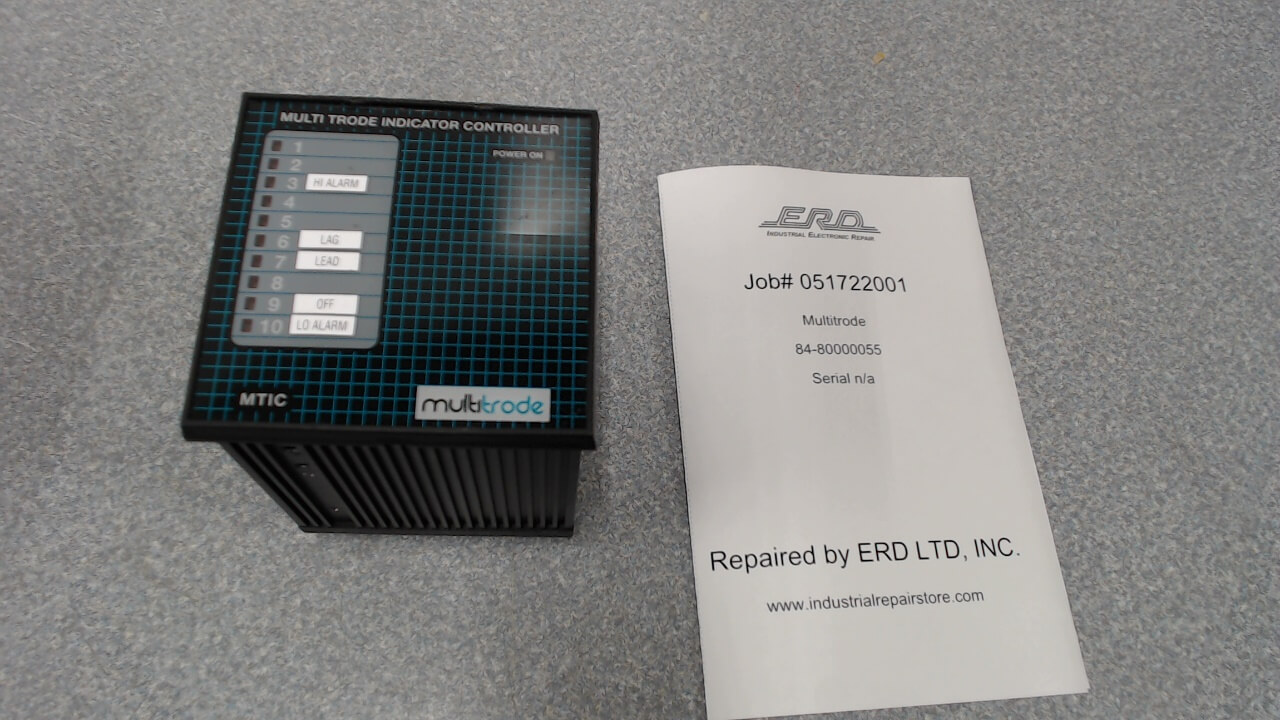 MULTI TRODE INDICATOR CONTROLLER
POWER ON
1
2
3 HI ALARM
4
5
6 LAG
7 LEAD
8
9 OFF
10 LO ALARM
MTIC
multitrode
ERD
INDUSTRIAL ELECTRONIC REPAIR
Job# 051722001
Multitrode
84-80000055
Serial n/a
Repaired by ERD LTD, INC.
www.industrialrepairstore.com